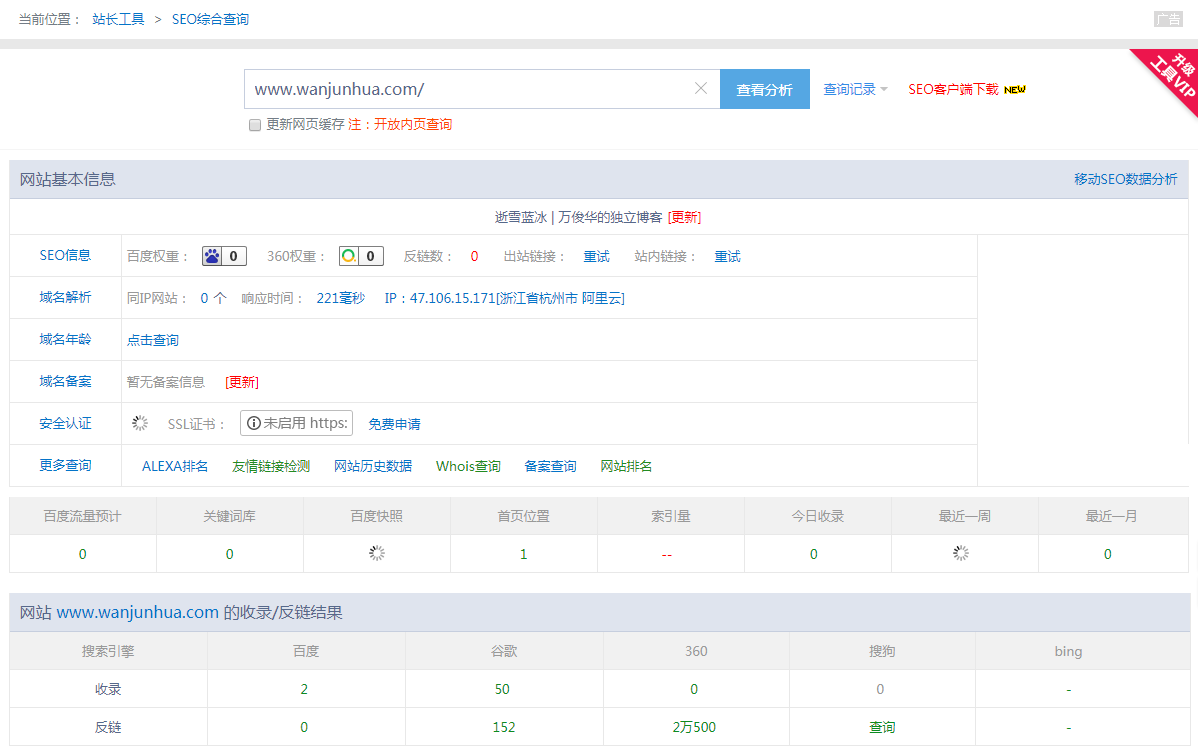 当前位置： 站长工具 > SEO综合查询 广告
升级
工具VIP
www.wanjunhua.com/ 查看分析 查询记录 SEO客户端下载 NEW
更新网页缓存 注：开放内页查询
网站基本信息 移动SEO数据分析
逝雪蓝冰 | 万俊华的独立博客 [更新]
SEO信息 百度权重： 0 360权重： 0 反链数： 0 出站链接： 重试 站内链接： 重试
域名解析 同IP网站： 0 个 响应时间： 221毫秒 IP：47.106.15.171[浙江省杭州市 阿里云]
域名年龄 点击查询
域名备案 暂无备案信息 [更新]
安全认证 SSL证书： 未启用 https: 免费申请
更多查询 ALEXA排名 友情链接检测 网站历史数据 Whois查询 备案查询 网站排名
百度流量预计 关键词库 百度快照 首页位置 索引量 今日收录 最近一周 最近一月
0 0 1 -- 0 0
网站 www.wanjunhua.com 的收录/反链结果
搜索引擎 百度 谷歌 360 搜狗 bing
收录 2 50 0 0 -
反链 0 152 2万500 查询 -